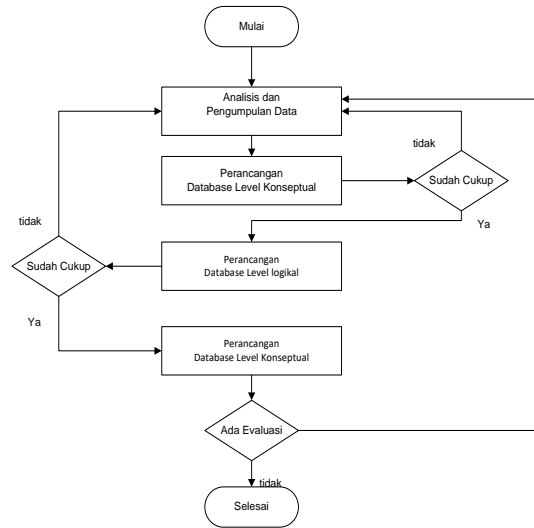 Mulai
Analisis dan
Pengumpulan Data
tidak
Perancangan
Database Level Konseptual
Sudah Cukup
Ya
tidak
Perancangan
Database Level logikal
Sudah Cukup
Ya
Perancangan
Database Level Konseptual
Ada Evaluasi
tidak
Selesai